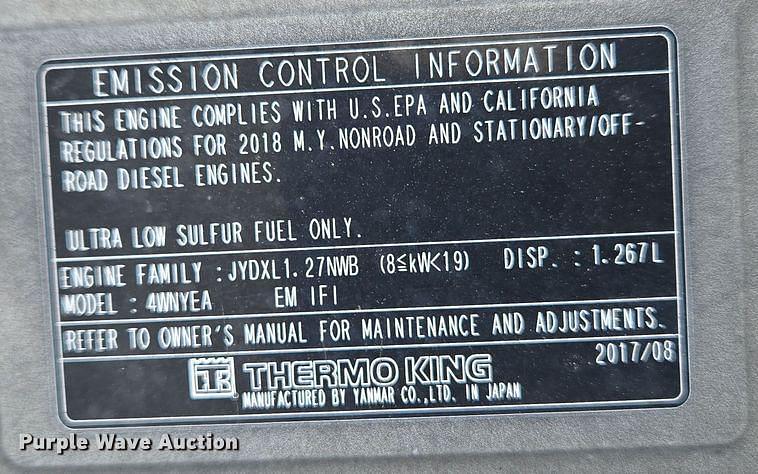 EMISSION CONTROL INFORMATION
THIS ENGINE COMPLIES WITH U.S.EPA AND CALIFORNIA
REGULATIONS FOR 2018 M.Y.NONROAD AND STATIONARY/OFF-
ROAD DIESEL ENGINES.
ULTRA LOW SULFUR FUEL ONLY.
ENGINE FAMILY : JYDXL1.27NWB (8≦kW<19) DISP. : 1.267L
MODEL : 4WNYEA EM IFI
REFER TO OWNER'S MANUAL FOR MAINTENANCE AND ADJUSTMENTS.
2017/08
TK THERMO KING
MANUFACTURED BY YANMAR CO.,LTD. IN JAPAN
Purple Wave Auction